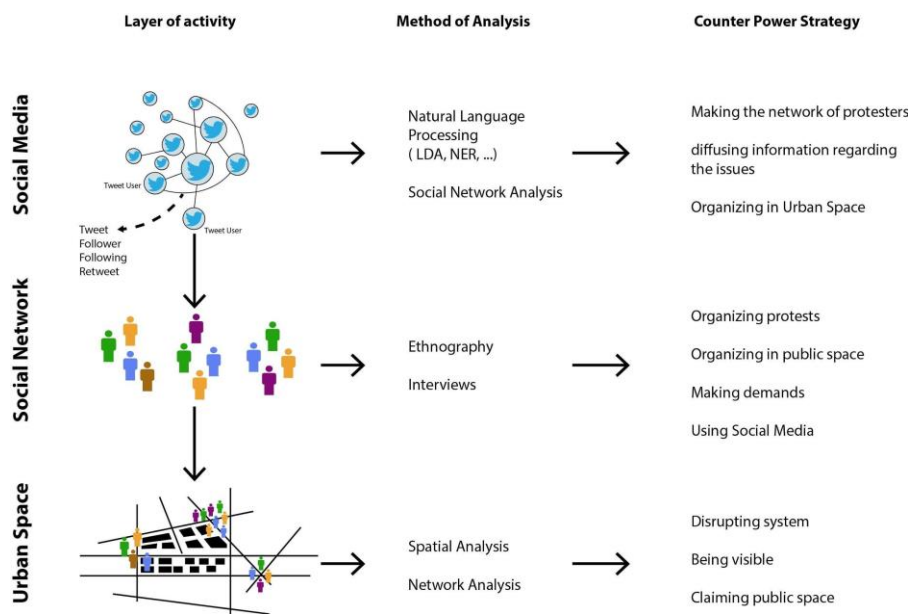 Layer of activity
Method of Analysis
Counter Power Strategy
Social Media
Tweet User
Tweet User
Tweet
Follower
Following
Retweet
Natural Language
Processing
( LDA, NER, ...)
Social Network Analysis
Making the network of protesters
diffusing information regarding
the issues
Organizing in Urban Space
Social Network
Ethnography
Interviews
Organizing protests
Organizing in public space
Making demands
Using Social Media
Urban Space
Spatial Analysis
Network Analysis
Disrupting system
Being visible
Claiming public space